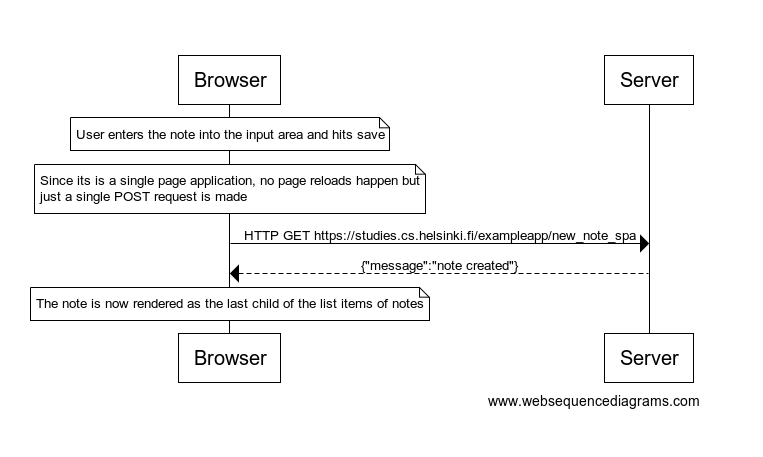 Browser
Server
User enters the note into the input area and hits save
Since its is a single page application, no page reloads happen but
just a single POST request is made
HTTP GET https://studies.cs.helsinki.fi/exampleapp/new_note_spa
{"message":"note created"}
The note is now rendered as the last child of the list items of notes
Browser
Server
www.websequencediagrams.com